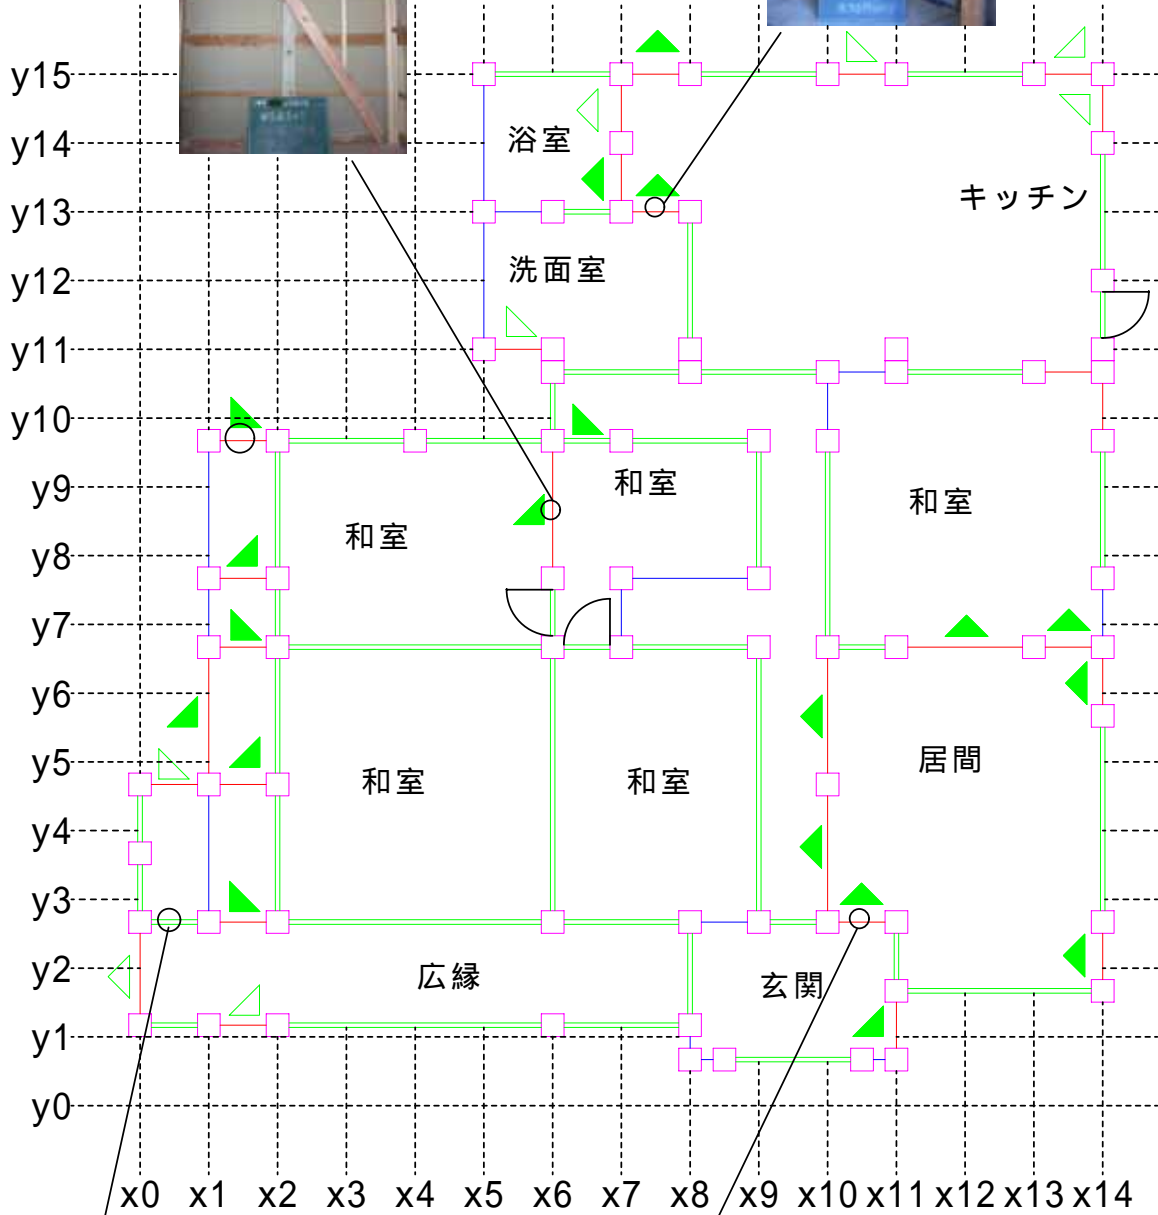 y15
浴室
y14
キッチン
y13
洗面室
y12
y11
y10
和室
y9
和室
和室
y8
y7
y6
居間
y5
和室
和室
y4
y3
広縁
玄関
y2
y1
y0
x0 x1 x2 x3 x4 x5 x6 x7 x8 x9 x10 x11 x12 x13 x14